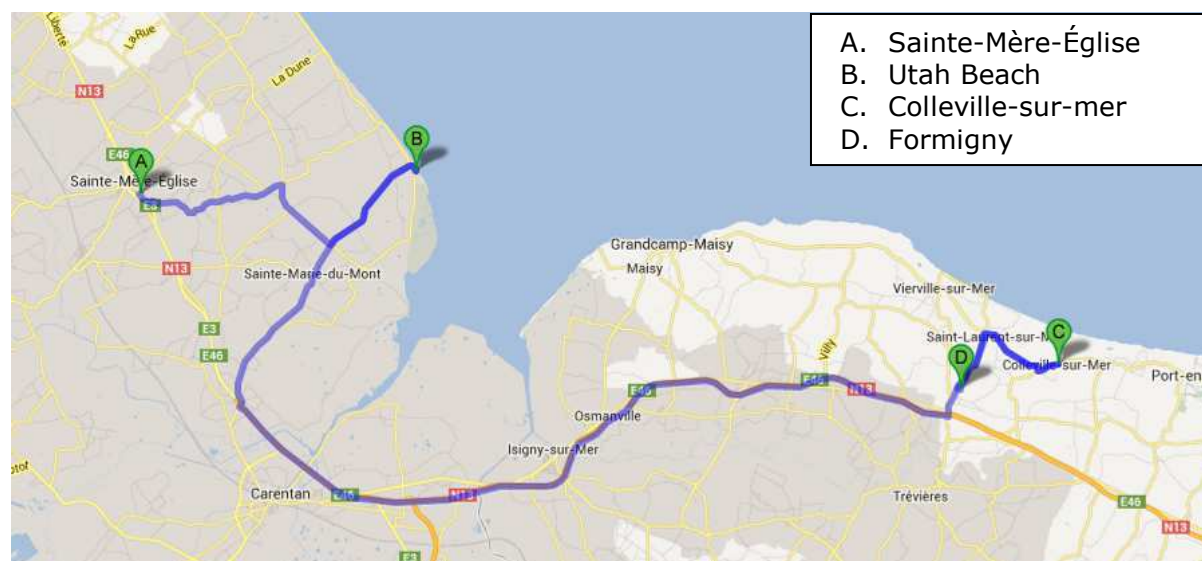 A. Sainte-Mère-Église
B. Utah Beach
C. Colleville-sur-mer
D. Formigny
Liberté
La-Rue
La Dune
N13
E46
A
B
Sainte-Mère-Église
E3
Grandcamp-Maisy
Maisy
N13
Sainte-Marie-du-Mont
Vierville-sur-Mer
E3
Saint-Laurent-sur-M
C
D
Colleville-sur-Mer
Port-en
E46
Villy
E46
E46
N13
Osmanville
Isigny-sur-Mer
Carentan
E46
N13
Trévières
E46
N13
E3